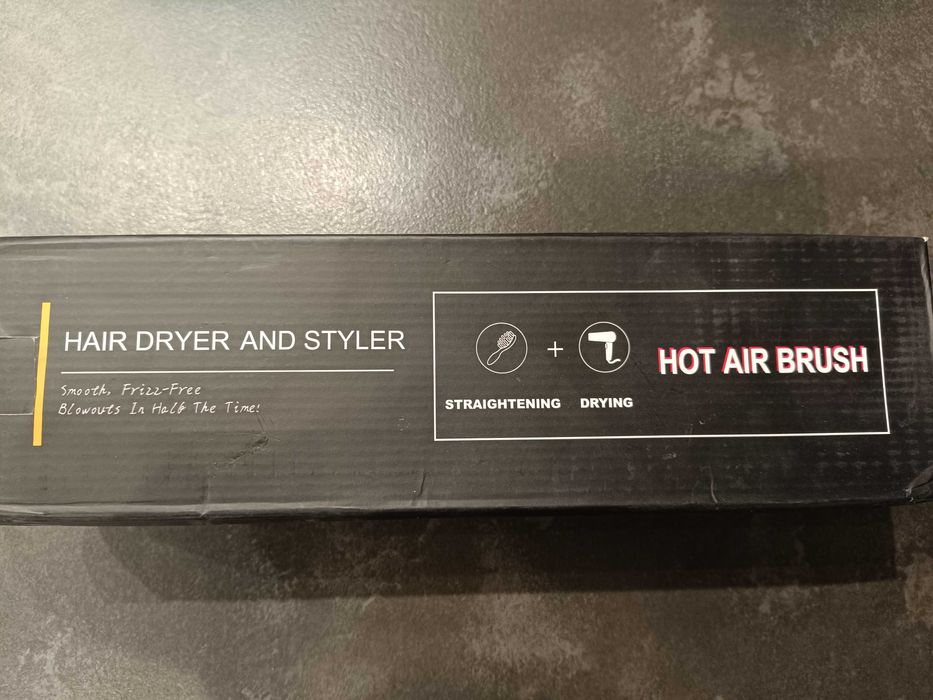 HAIR DRYER AND STYLER
Smooth, Frizz-Free
Blowouts In Half The Time!
+
STRAIGHTENING DRYING
HOT AIR BRUSH